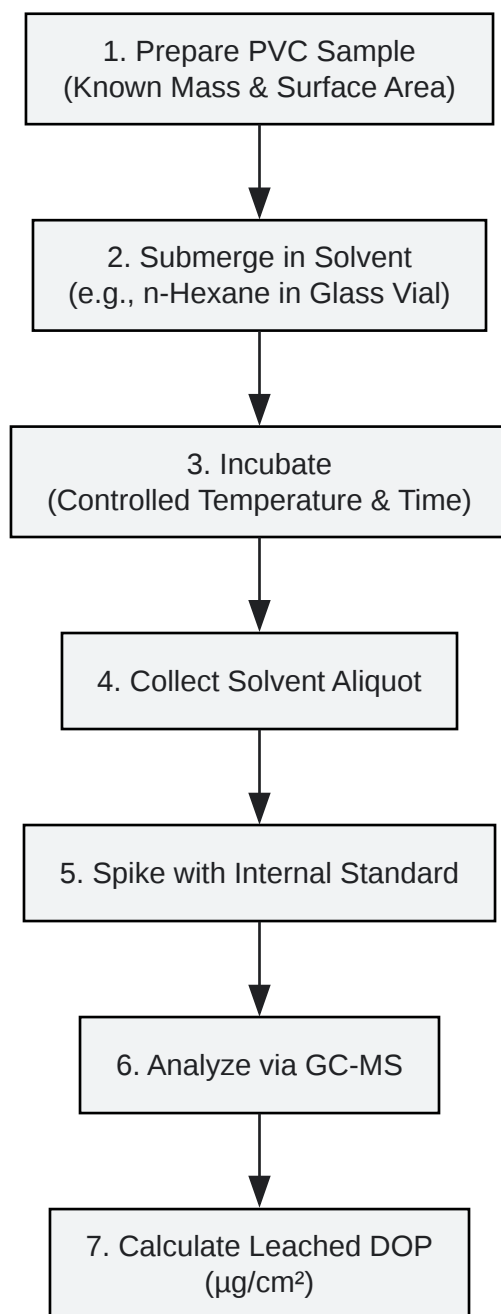 1. Prepare PVC Sample
(Known Mass & Surface Area)
2. Submerge in Solvent
(e.g., n-Hexane in Glass Vial)
3. Incubate
(Controlled Temperature & Time)
4. Collect Solvent Aliquot
5. Spike with Internal Standard
6. Analyze via GC-MS
7. Calculate Leached DOP
(µg/cm²)